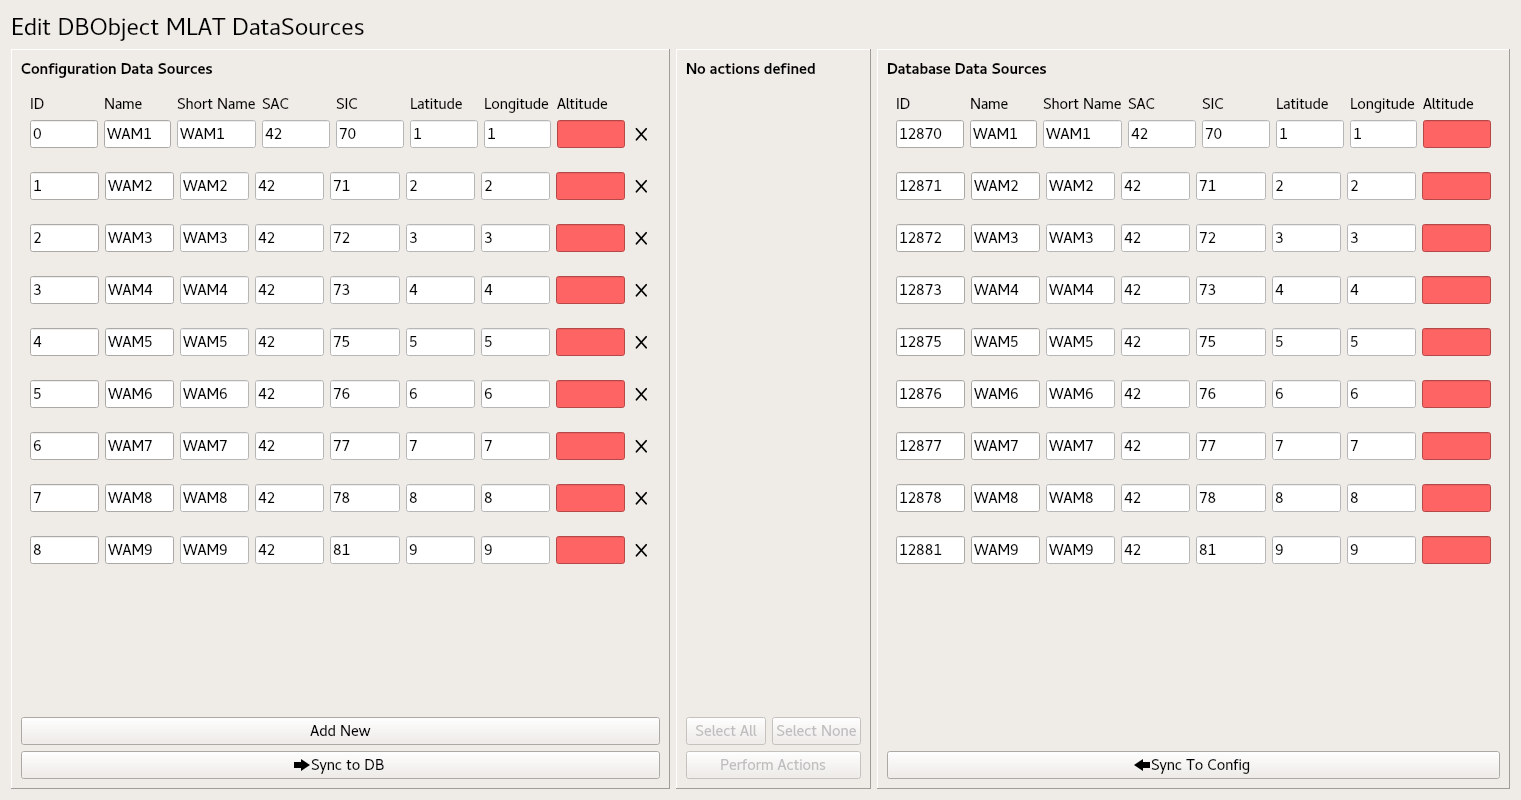 Edit DBObject MLAT DataSources
Configuration Data Sources
ID Name Short Name SAC SIC Latitude Longitude Altitude
0 WAM1 WAM1 42 70 1 1
1 WAM2 WAM2 42 71 2 2
2 WAM3 WAM3 42 72 3 3
3 WAM4 WAM4 42 73 4 4
4 WAM5 WAM5 42 75 5 5
5 WAM6 WAM6 42 76 6 6
6 WAM7 WAM7 42 77 7 7
7 WAM8 WAM8 42 78 8 8
8 WAM9 WAM9 42 81 9 9
Add New
Sync to DB
No actions defined
Select All Select None
Perform Actions
Database Data Sources
ID Name Short Name SAC SIC Latitude Longitude Altitude
12870 WAM1 WAM1 42 70 1 1
12871 WAM2 WAM2 42 71 2 2
12872 WAM3 WAM3 42 72 3 3
12873 WAM4 WAM4 42 73 4 4
12875 WAM5 WAM5 42 75 5 5
12876 WAM6 WAM6 42 76 6 6
12877 WAM7 WAM7 42 77 7 7
12878 WAM8 WAM8 42 78 8 8
12881 WAM9 WAM9 42 81 9 9
Sync To Config